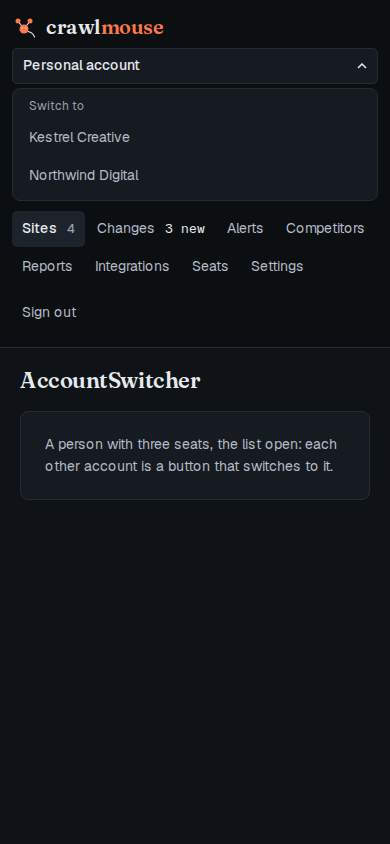 crawlmouse
Personal account
Switch to
Kestrel Creative
Northwind Digital
Sites 4 Changes 3 new Alerts Competitors
Reports Integrations Seats Settings
Sign out
AccountSwitcher
A person with three seats, the list open: each
other account is a button that switches to it.